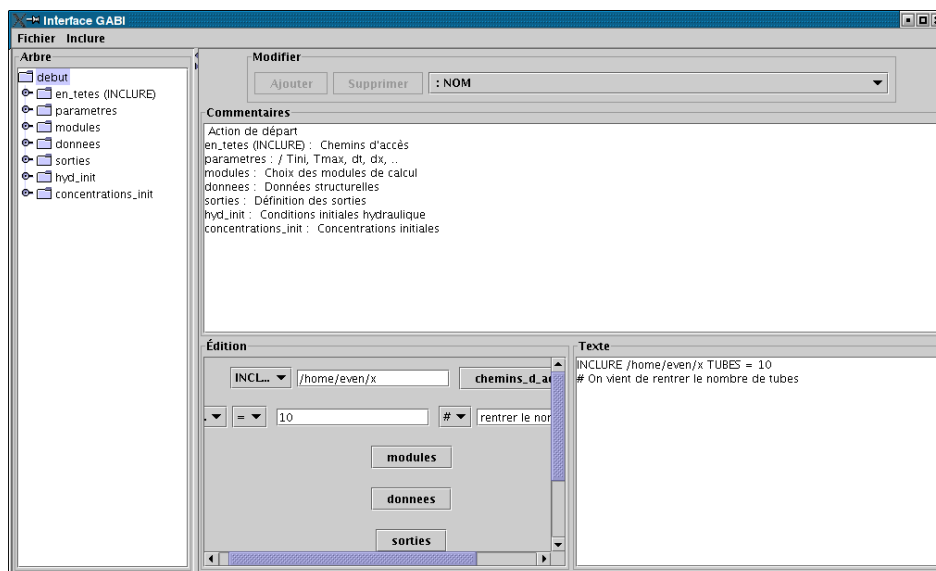 Interface GABI
Fichier Inclure
Arbre
debut
en_tetes (INCLURE)
parametres
modules
donnees
sorties
hyd_init
concentrations_init
Modifier
Ajouter Supprimer : NOM
Commentaires
Action de départ
en_tetes (INCLURE) : Chemins d'accès
parametres : / Tini, Tmax, dt, dx, ..
modules : Choix des modules de calcul
donnees : Données structurelles
sorties : Définition des sorties
hyd_init : Conditions initiales hydraulique
concentrations_init : Concentrations initiales
Édition
INCL... /home/even/x chemins_d_a
. = 10 # rentrer le nor
modules
donnees
sorties
Texte
INCLURE /home/even/x TUBES = 10
# On vient de rentrer le nombre de tubes